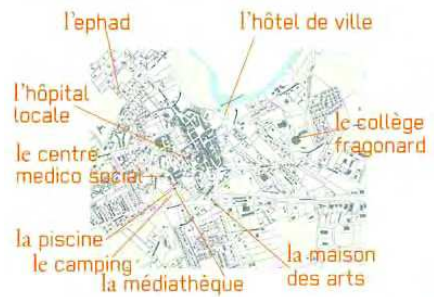 l'ephad
l'hôtel de ville
l'hôpital
locale
le collège
fragonard
le centre
medico social
la piscine
le camping
la médiathèque
la maison
des arts